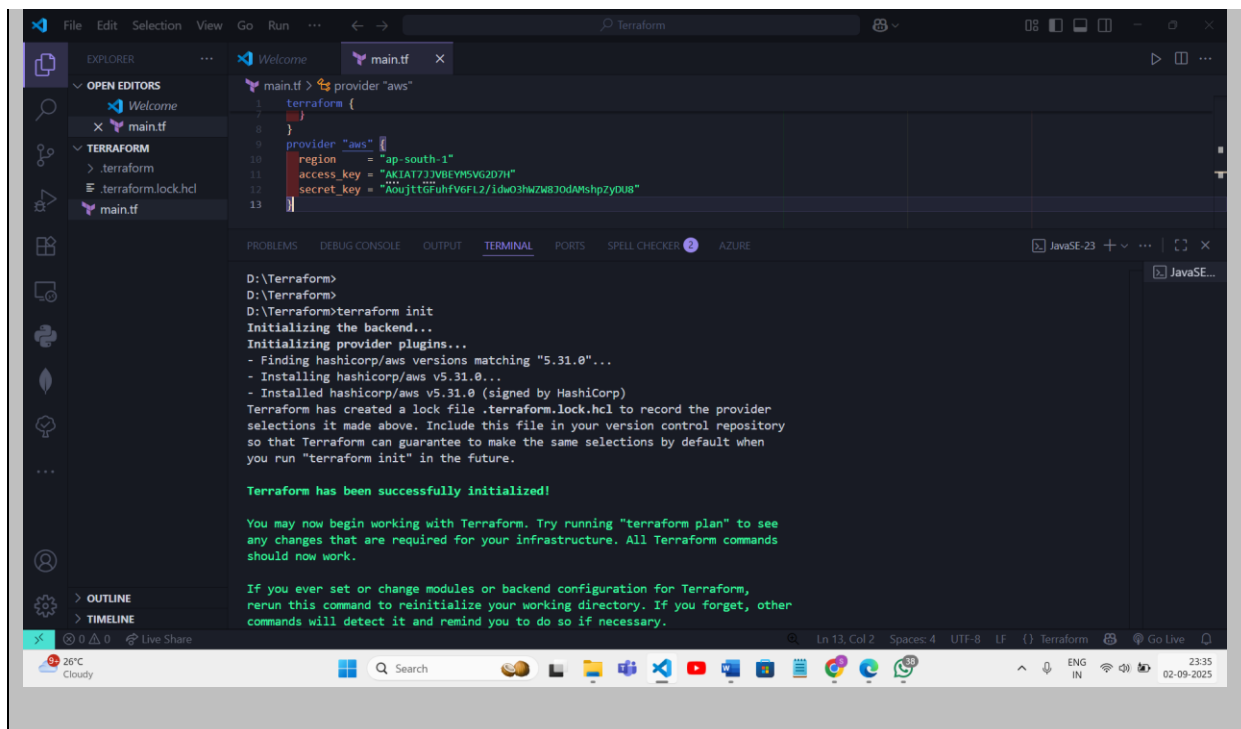 File Edit Selection View Go Run ... Terraform
EXPLORER ...
OPEN EDITORS
Welcome
main.tf
TERRAFORM
.terraform
.terraform.lock.hcl
main.tf
OUTLINE
TIMELINE
Welcome main.tf
main.tf > provider "aws"
1 terraform {
7 }
8 }
9 provider "aws" {
10 region = "ap-south-1"
11 access_key =
12 secret_key =
13 }
PROBLEMS DEBUG CONSOLE OUTPUT TERMINAL PORTS SPELL CHECKER 2 AZURE
JavaSE-23
JavaSE...
D:\Terraform>
D:\Terraform>
D:\Terraform>terraform init
Initializing the backend...
Initializing provider plugins...
- Finding hashicorp/aws versions matching "5.31.0"...
- Installing hashicorp/aws v5.31.0...
- Installed hashicorp/aws v5.31.0 (signed by HashiCorp)
Terraform has created a lock file .terraform.lock.hcl to record the provider
selections it made above. Include this file in your version control repository
so that Terraform can guarantee to make the same selections by default when
you run "terraform init" in the future.
Terraform has been successfully initialized!
You may now begin working with Terraform. Try running "terraform plan" to see
any changes that are required for your infrastructure. All Terraform commands
should now work.
If you ever set or change modules or backend configuration for Terraform,
rerun this command to reinitialize your working directory. If you forget, other
commands will detect it and remind you to do so if necessary.
0 0 Live Share Ln 13, Col 2 Spaces: 4 UTF-8 LF {} Terraform Go Live
9+
26°C
Cloudy
Search
38
ENG
IN
23:35
02-09-2025